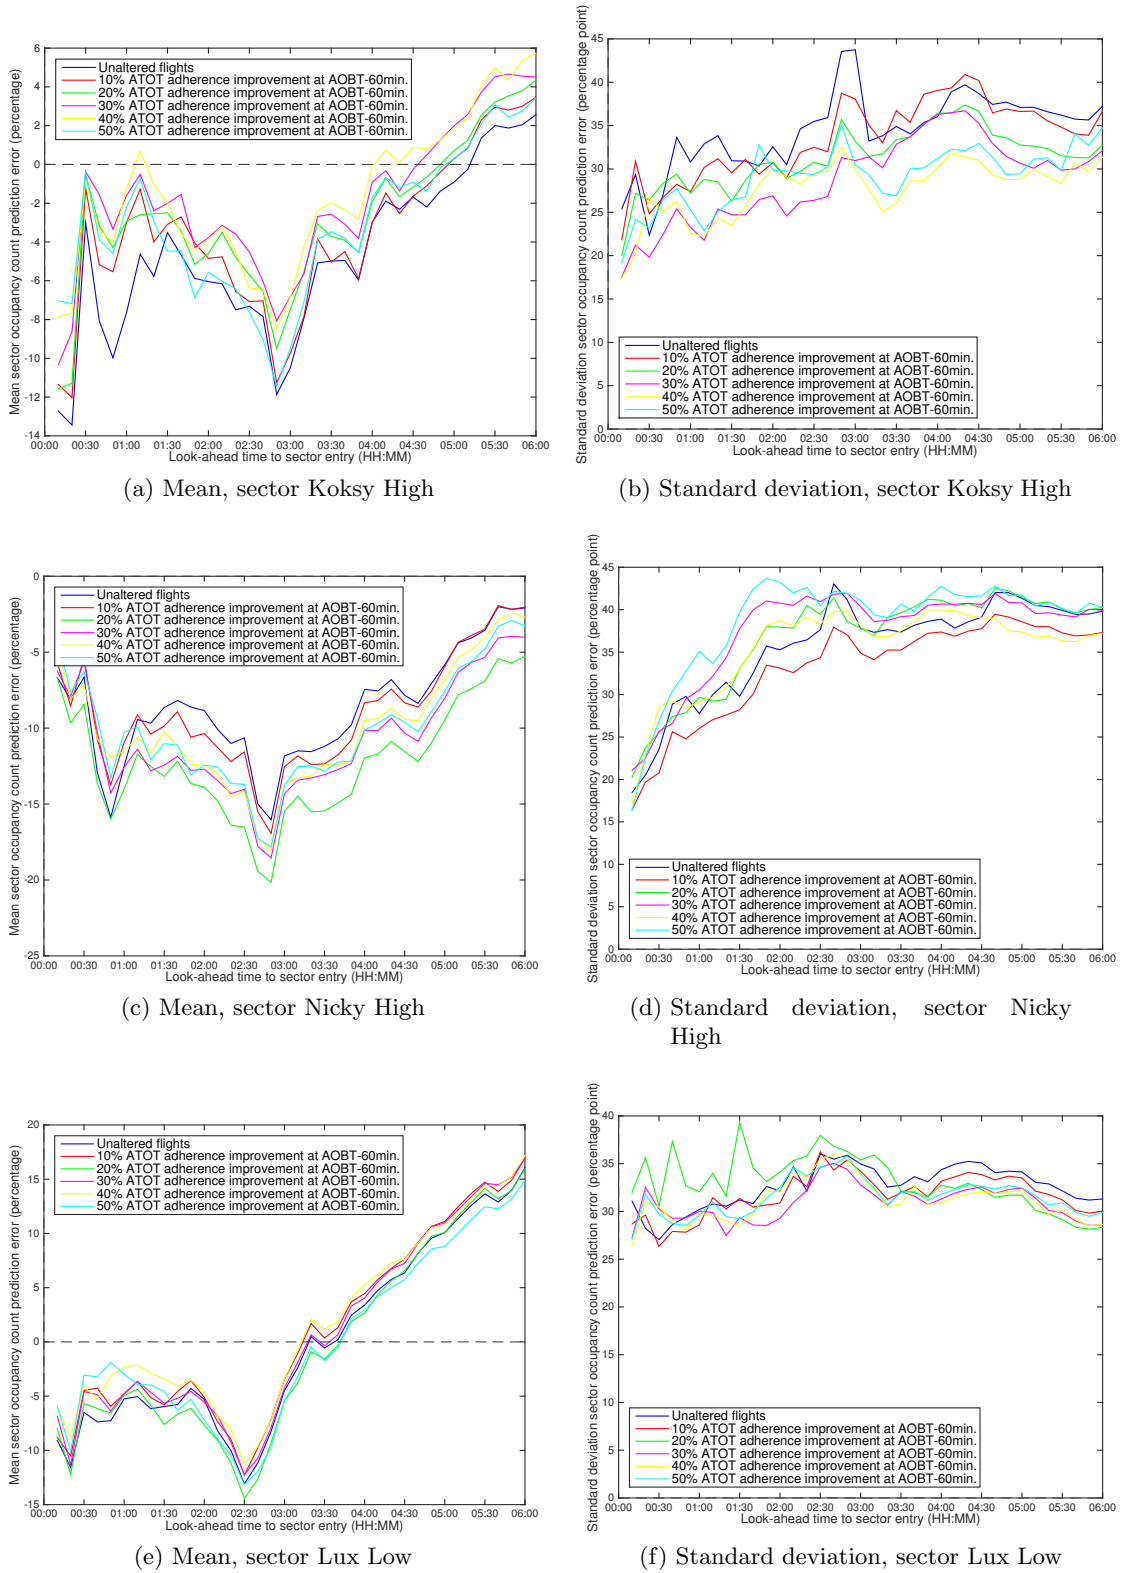 Mean sector occupancy count prediction error (percentage)
6
4
2
0
-2
-4
-6
-8
-10
-12
-14
Unaltered flights
10% ATOT adherence improvement at AOBT-60min.
20% ATOT adherence improvement at AOBT-60min.
30% ATOT adherence improvement at AOBT-60min.
40% ATOT adherence improvement at AOBT-60min.
50% ATOT adherence improvement at AOBT-60min.
00:00 00:30 01:00 01:30 02:00 02:30 03:00 03:30 04:00 04:30 05:00 05:30 06:00
Look-ahead time to sector entry (HH:MM)
(a) Mean, sector Koksy High
Standard deviation sector occupancy count prediction error (percentage point)
45
40
35
30
25
20
15
10
5
0
Unaltered flights
10% ATOT adherence improvement at AOBT-60min.
20% ATOT adherence improvement at AOBT-60min.
30% ATOT adherence improvement at AOBT-60min.
40% ATOT adherence improvement at AOBT-60min.
50% ATOT adherence improvement at AOBT-60min.
00:00 00:30 01:00 01:30 02:00 02:30 03:00 03:30 04:00 04:30 05:00 05:30 06:00
Look-ahead time to sector entry (HH:MM)
(b) Standard deviation, sector Koksy High
Mean sector occupancy count prediction error (percentage)
0
-5
-10
-15
-20
-25
Unaltered flights
10% ATOT adherence improvement at AOBT-60min.
20% ATOT adherence improvement at AOBT-60min.
30% ATOT adherence improvement at AOBT-60min.
40% ATOT adherence improvement at AOBT-60min.
50% ATOT adherence improvement at AOBT-60min.
00:00 00:30 01:00 01:30 02:00 02:30 03:00 03:30 04:00 04:30 05:00 05:30 06:00
Look-ahead time to sector entry (HH:MM)
(c) Mean, sector Nicky High
Standard deviation sector occupancy count prediction error (percentage point)
45
40
35
30
25
20
15
10
5
0
Unaltered flights
10% ATOT adherence improvement at AOBT-60min.
20% ATOT adherence improvement at AOBT-60min.
30% ATOT adherence improvement at AOBT-60min.
40% ATOT adherence improvement at AOBT-60min.
50% ATOT adherence improvement at AOBT-60min.
00:00 00:30 01:00 01:30 02:00 02:30 03:00 03:30 04:00 04:30 05:00 05:30 06:00
Look-ahead time to sector entry (HH:MM)
(d) Standard deviation, sector Nicky
High
Mean sector occupancy count prediction error (percentage)
20
15
10
5
0
-5
-10
-15
Unaltered flights
10% ATOT adherence improvement at AOBT-60min.
20% ATOT adherence improvement at AOBT-60min.
30% ATOT adherence improvement at AOBT-60min.
40% ATOT adherence improvement at AOBT-60min.
50% ATOT adherence improvement at AOBT-60min.
00:00 00:30 01:00 01:30 02:00 02:30 03:00 03:30 04:00 04:30 05:00 05:30 06:00
Look-ahead time to sector entry (HH:MM)
(e) Mean, sector Lux Low
Standard deviation sector occupancy count prediction error (percentage point)
40
35
30
25
20
15
10
5
0
Unaltered flights
10% ATOT adherence improvement at AOBT-60min.
20% ATOT adherence improvement at AOBT-60min.
30% ATOT adherence improvement at AOBT-60min.
40% ATOT adherence improvement at AOBT-60min.
50% ATOT adherence improvement at AOBT-60min.
00:00 00:30 01:00 01:30 02:00 02:30 03:00 03:30 04:00 04:30 05:00 05:30 06:00
Look-ahead time to sector entry (HH:MM)
(f) Standard deviation, sector Lux Low